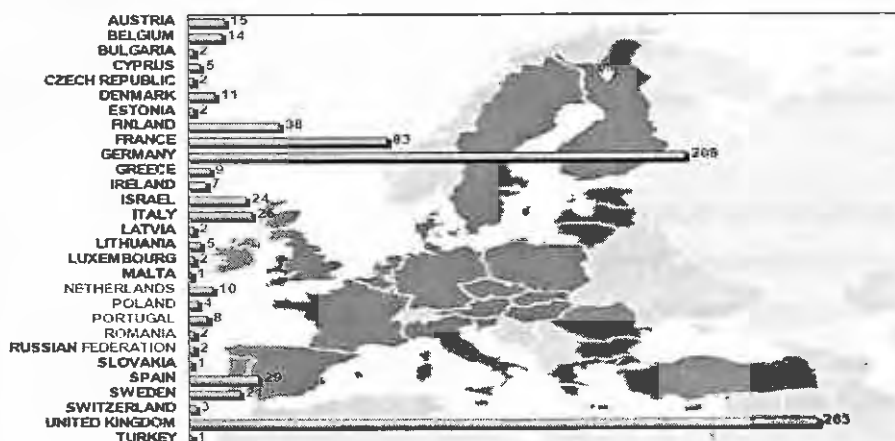 AUSTRIA 15
BELGIUM 14
BULGARIA 2
CYPRUS 5
CZECH REPUBLIC 2
DENMARK 11
ESTONIA 2
FINLAND 38
FRANCE 83
GERMANY
GREECE 9
IRELAND 7
ISRAEL 24
ITALY 26
LATVIA 2
LITHUANIA 5
LUXEMBOURG 2
MALTA 1
NETHERLANDS 10
POLAND 4
PORTUGAL 8
ROMANIA 2
RUSSIAN FEDERATION 2
SLOVAKIA 1
SPAIN 29
SWEDEN 21
SWITZERLAND 3
UNITED KINGDOM 263
TURKEY 1